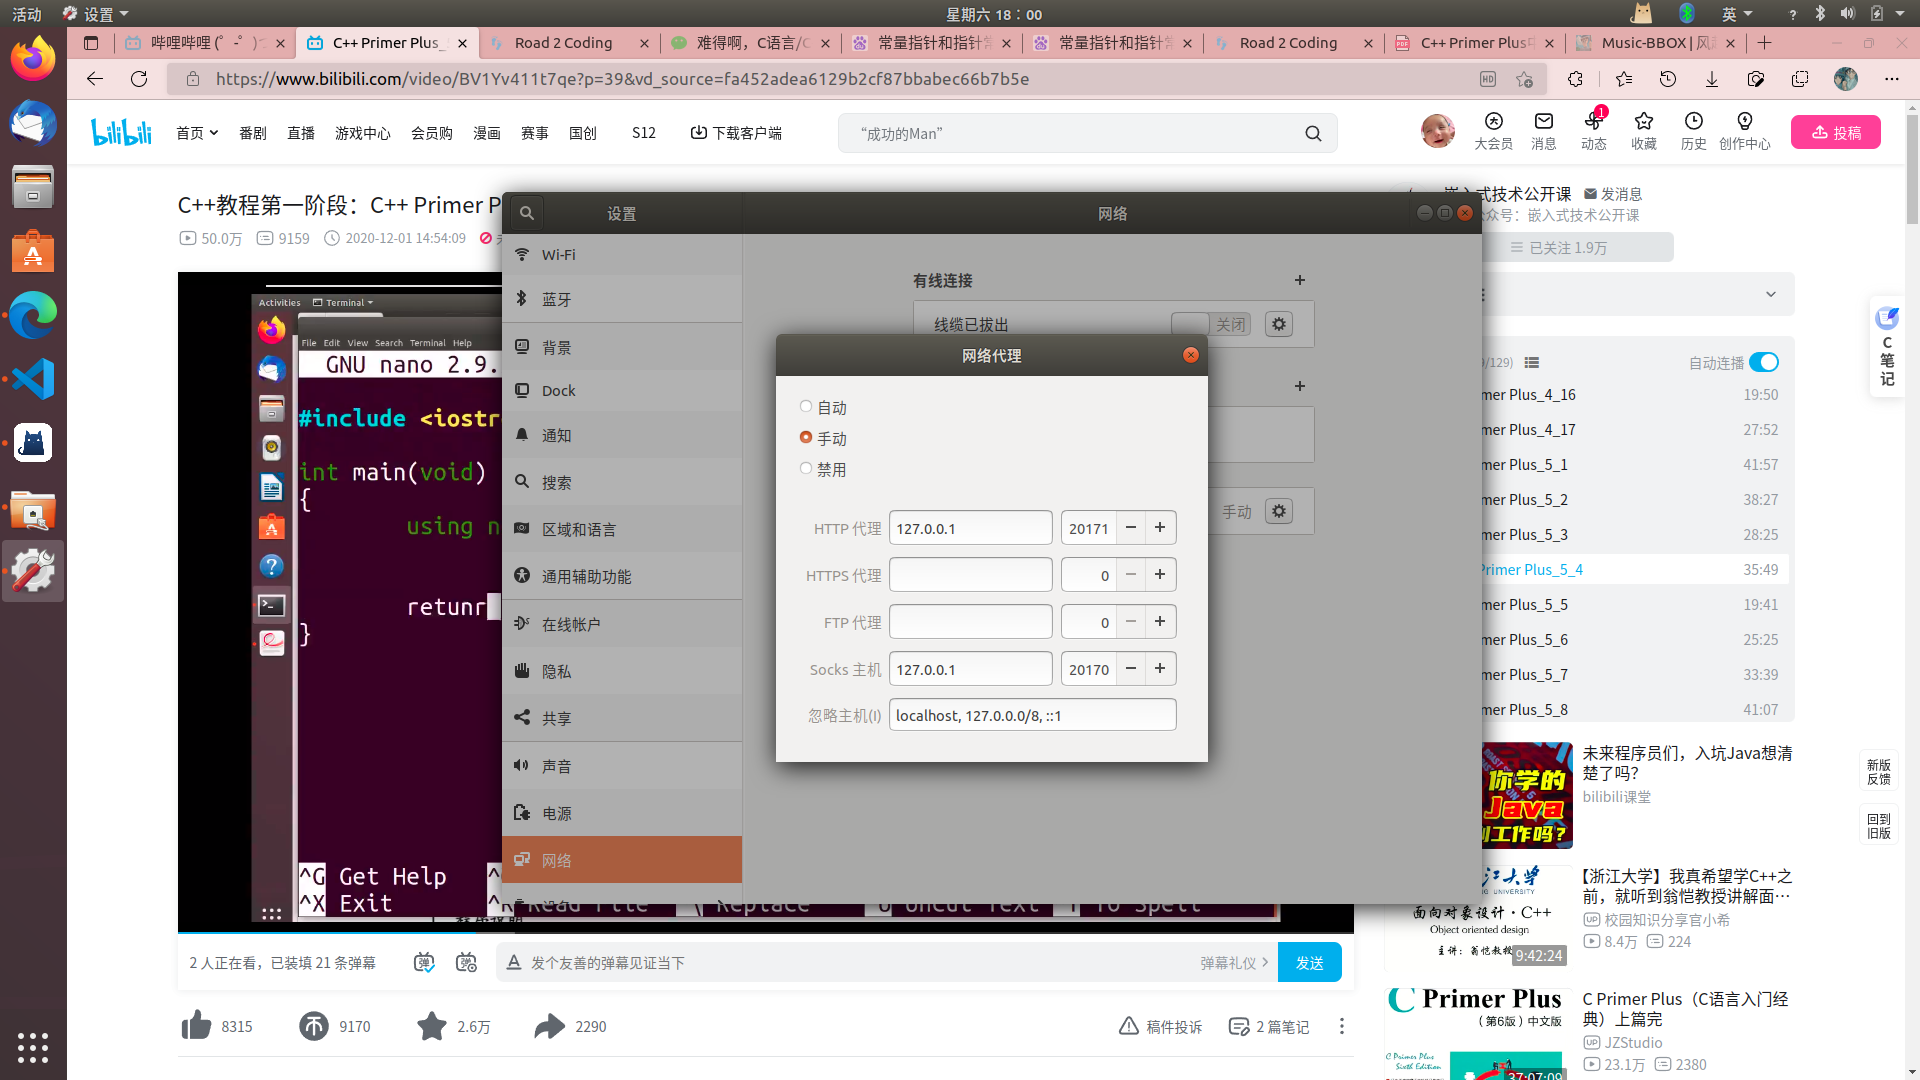 活动
设置
星期六 18：00
英
哔哩哔哩 (゜-゜)つ
C++ Primer Plus_
Road 2 Coding
难得啊，C语言/C
常量指针和指针常
常量指针和指针常
Road 2 Coding
C++ Primer Plus中
Music-BBOX | 风
https://www.bilibili.com/video/BV1Yv411t7qe?p=39&vd_source=fa452adea6129b2cf87bbabec66b7b5e
bilibili
首页
番剧
直播
游戏中心
会员购
漫画
赛事
国创
S12
下载客户端
“成功的Man”
大会员
消息
1
动态
收藏
历史
创作中心
投稿
C++教程第一阶段：C++ Primer P
50.0万
9159
2020-12-01 14:54:09
嵌入式技术公开课
发消息
众号：嵌入式技术公开课
已关注 1.9万
Activities
Terminal
File Edit View Search Terminal Help
GNU nano 2.9.
#include <iostr
int main(void)
{
using n
retunr
}
^G Get Help
^X Exit
^R Read File
^\ Replace
^U Uncut Text
^T To Spell
设置
网络
Wi-Fi
蓝牙
背景
Dock
通知
搜索
区域和语言
通用辅助功能
在线帐户
隐私
共享
声音
电源
网络
有线连接
线缆已拔出
关闭
手动
网络代理
自动
手动
禁用
HTTP 代理
127.0.0.1
20171
HTTPS 代理
0
FTP 代理
0
Socks 主机
127.0.0.1
20170
忽略主机(I)
localhost, 127.0.0.0/8, ::1
/129)
自动连播
mer Plus_4_16
19:50
mer Plus_4_17
27:52
mer Plus_5_1
41:57
mer Plus_5_2
38:27
mer Plus_5_3
28:25
Primer Plus_5_4
35:49
mer Plus_5_5
19:41
mer Plus_5_6
25:25
mer Plus_5_7
33:39
mer Plus_5_8
41:07
C
笔
记
新版
反馈
回到
旧版
你学的
Java
工作吗？
未来程序员们，入坑Java想清
楚了吗？
bilibili课堂
江大学
面向对象设计·C++
Object oriented design
主讲：翁恺教授
9:42:24
【浙江大学】我真希望学C++之
前，就听到翁恺教授讲解面…
校园知识分享官小希
8.4万
224
C Primer Plus
（第6版）中文版
C Primer Plus
Sixth Edition
37:07:09
C Primer Plus（C语言入门经
典）上篇完
JZStudio
23.1万
2380
2 人正在看，已装填 21 条弹幕
发个友善的弹幕见证当下
弹幕礼仪
发送
8315
9170
2.6万
2290
稿件投诉
2 篇笔记